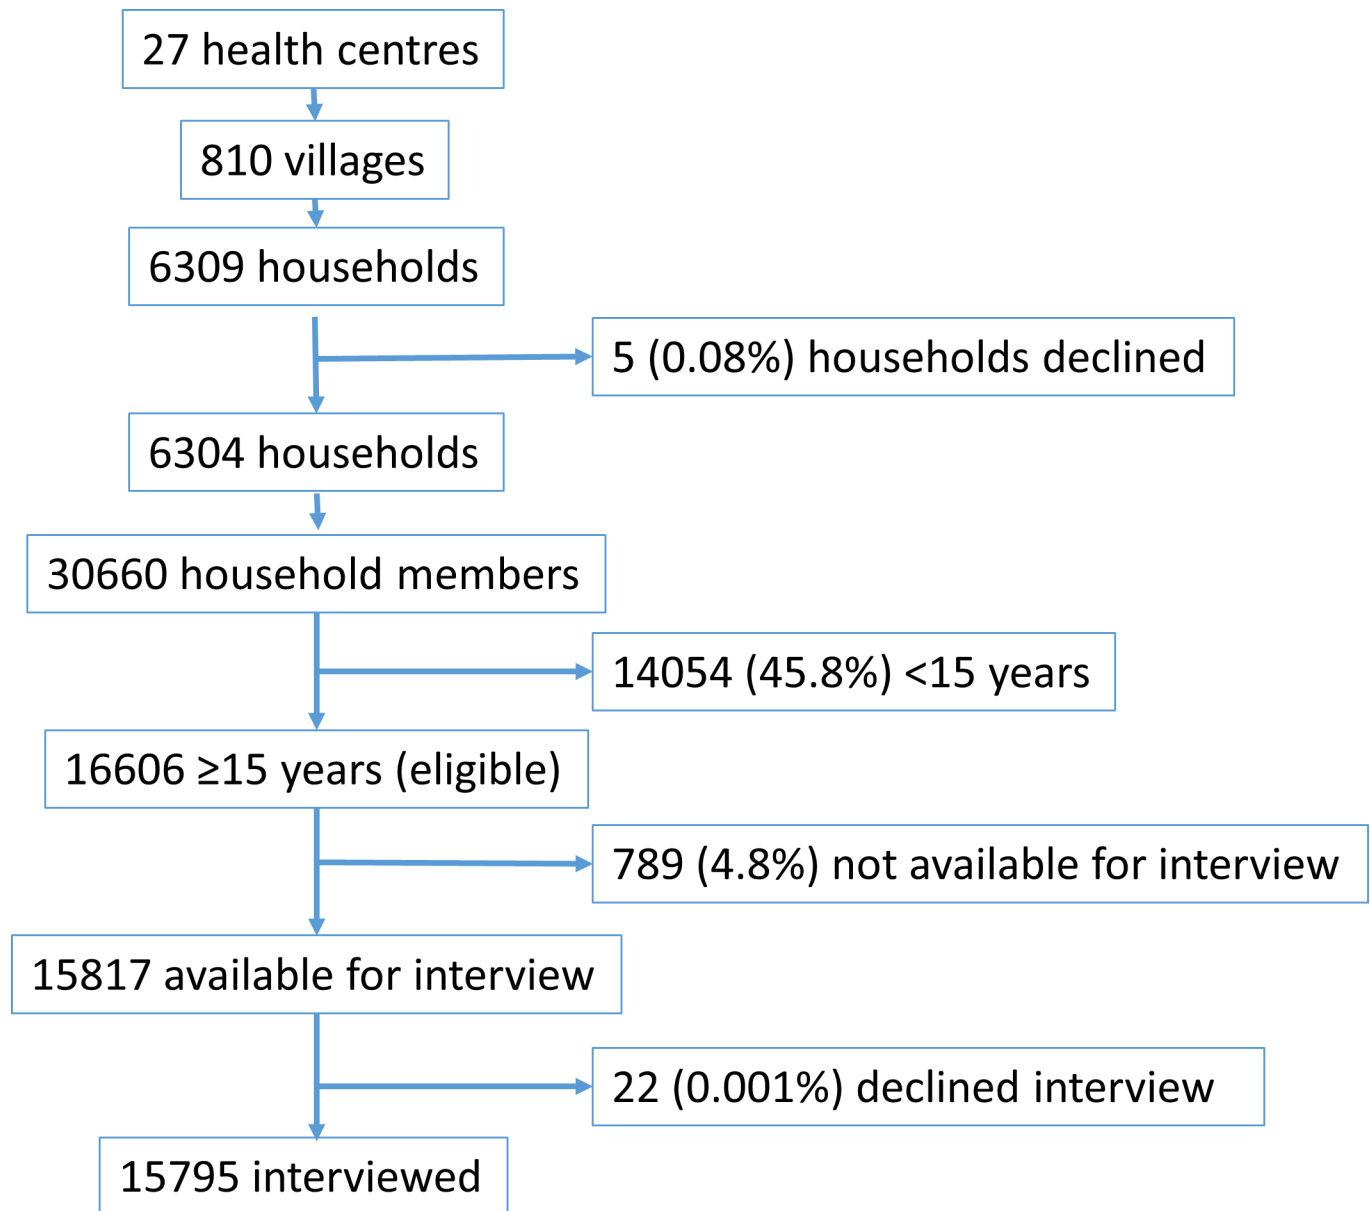 27 health centres
810 villages
6309 households
5 (0.08%) households declined
6304 households
30660 household members
14054 (45.8%) <15 years
16606 ≥15 years (eligible)
789 (4.8%) not available for interview
15817 available for interview
22 (0.001%) declined interview
15795 interviewed